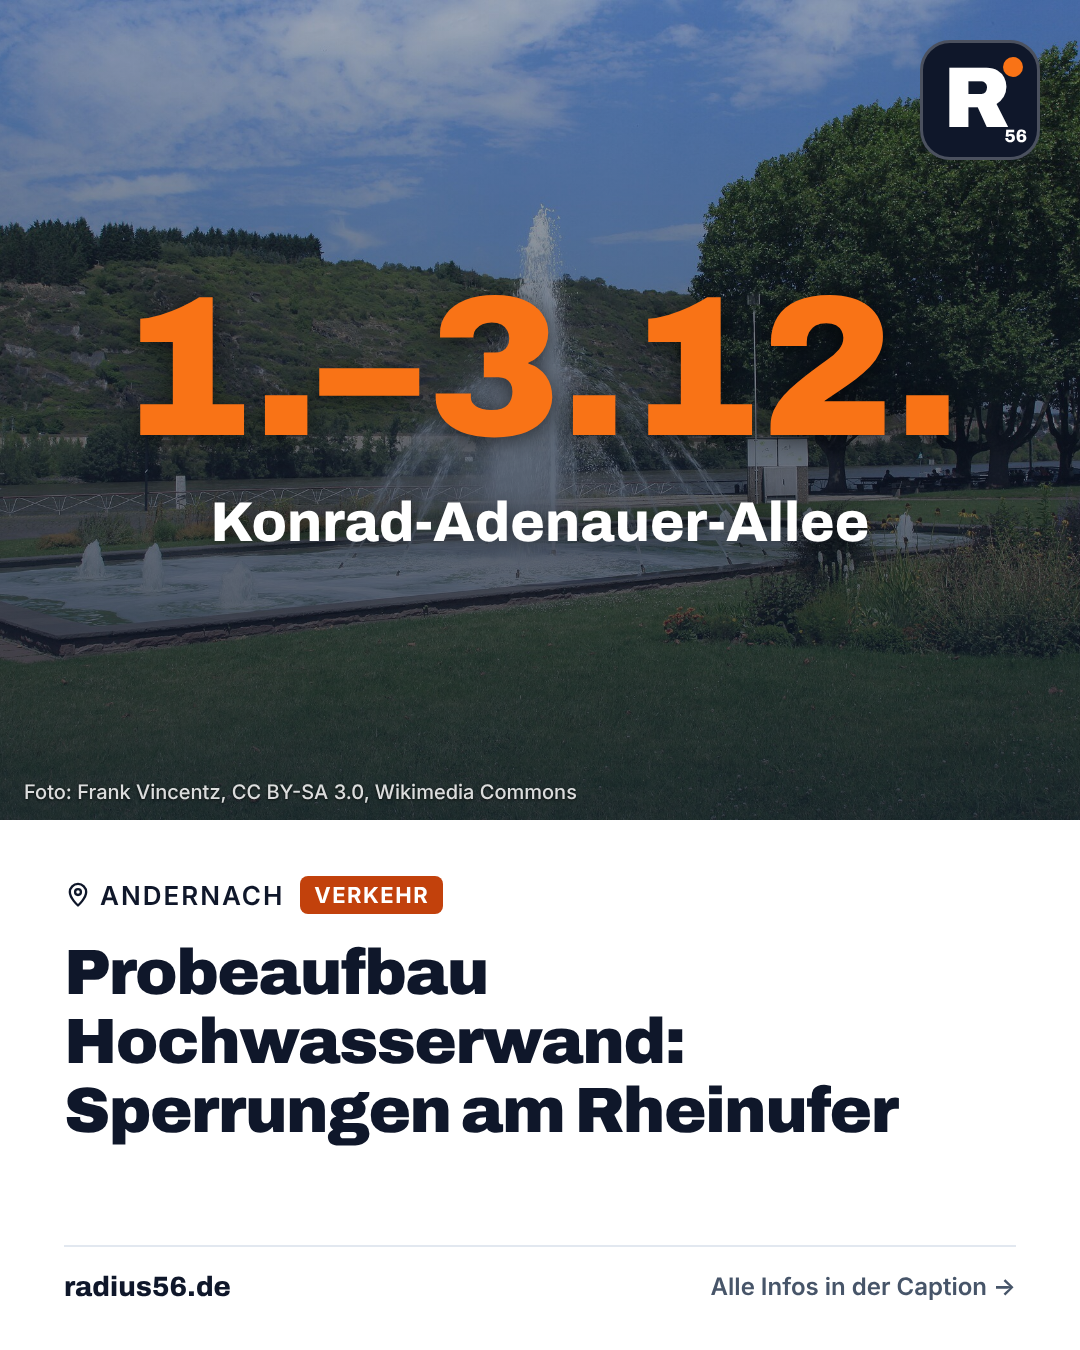 R
56
1.–3.12.
Konrad-Adenauer-Allee
Foto: Frank Vincentz, CC BY-SA 3.0, Wikimedia Commons
ANDERNACH
VERKEHR
Probeaufbau
Hochwasserwand:
Sperrungen am Rheinufer
radius56.de
Alle Infos in der Caption →